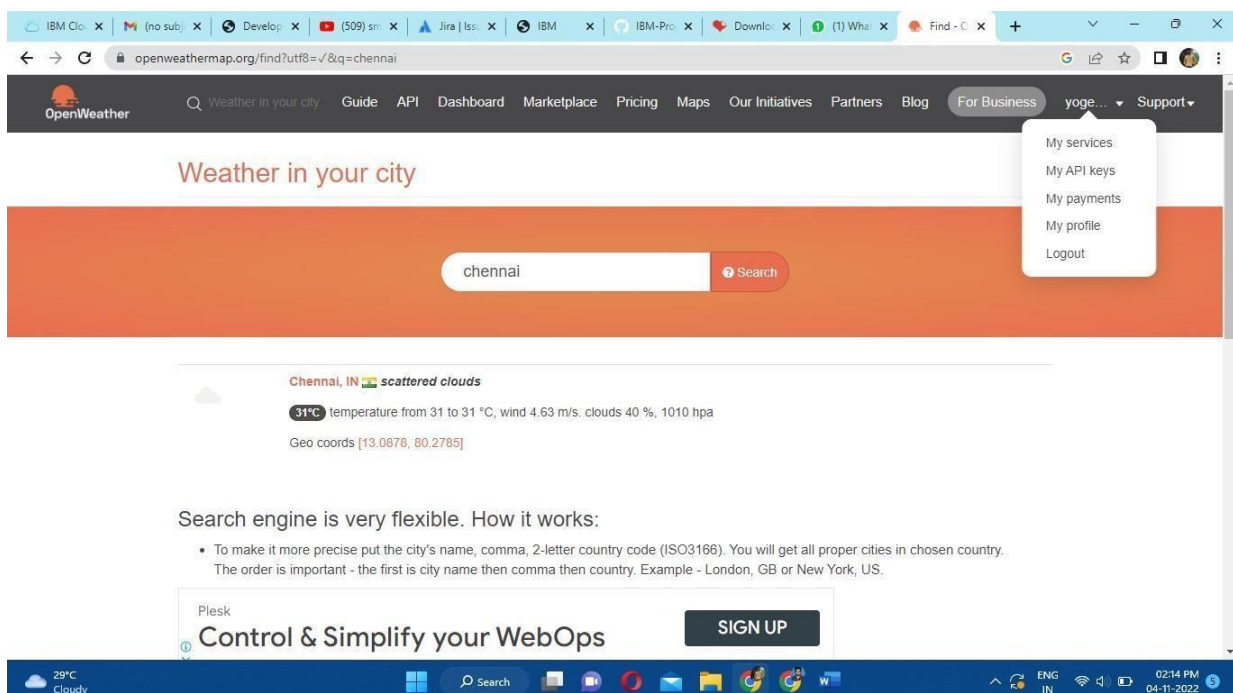 IBM Clo
(no subj
Develop
(509) sm
Jira | Iss
IBM
IBM-Pro
Downloa
(1) What
Find - O
openweathermap.org/find?utf8=✓&q=chennai
OpenWeather
Weather in your city
Guide
API
Dashboard
Marketplace
Pricing
Maps
Our Initiatives
Partners
Blog
For Business
yoge...
Support
My services
My API keys
My payments
My profile
Logout
Weather in your city
chennai
Search
Chennai, IN scattered clouds
31°C temperature from 31 to 31 °C, wind 4.63 m/s. clouds 40 %, 1010 hpa
Geo coords [13.0878, 80.2785]
Search engine is very flexible. How it works:
• To make it more precise put the city's name, comma, 2-letter country code (ISO3166). You will get all proper cities in chosen country.
The order is important - the first is city name then comma then country. Example - London, GB or New York, US.
Plesk
Control & Simplify your WebOps
SIGN UP
29°C
Cloudy
Search
ENG
IN
02:14 PM
04-11-2022
5